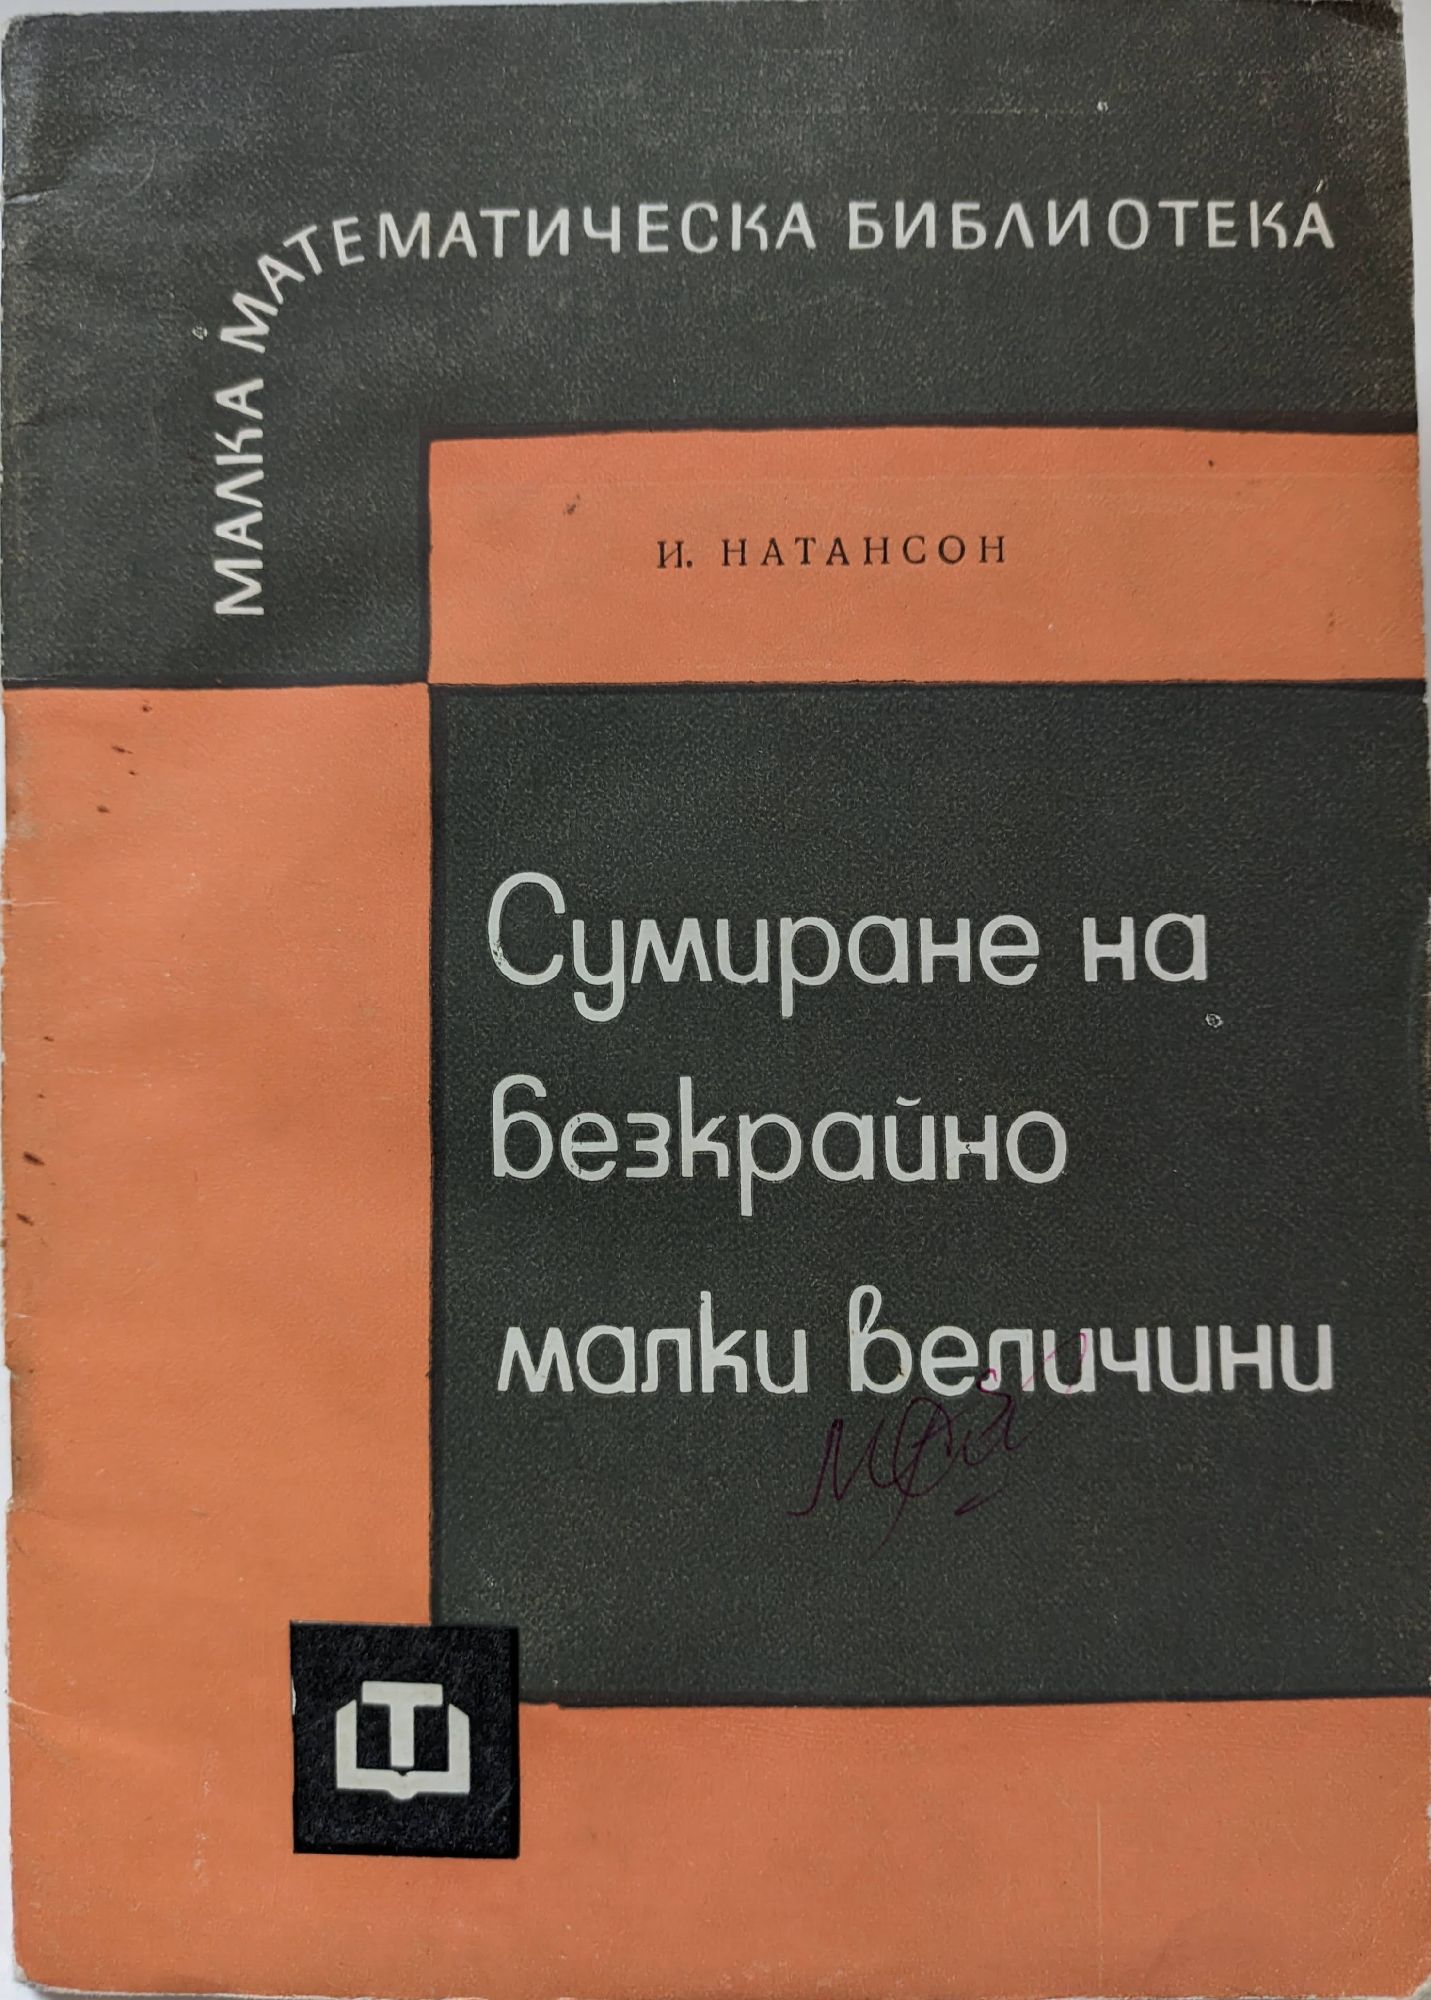 МАЛКА МАТЕМАТИЧЕСКА БИБЛИОТЕКА
И. НАТАНСОН
Сумиране на
безкрайно
малки величини
Т